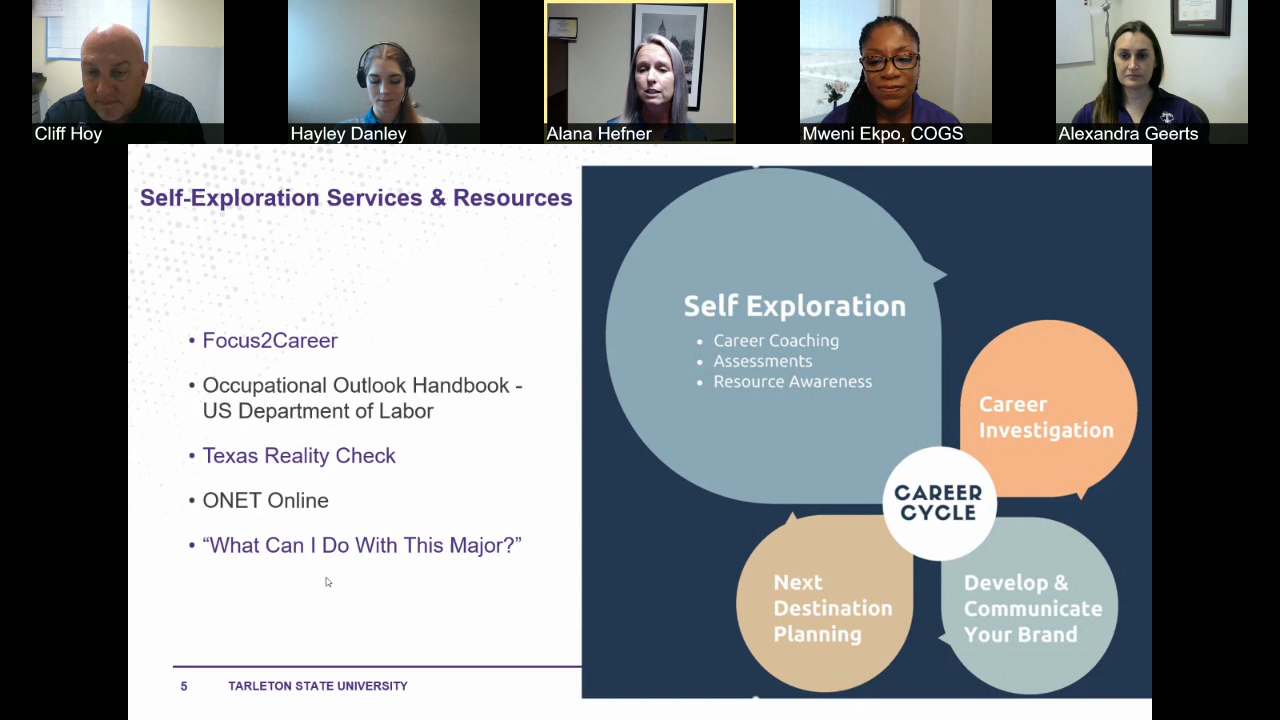 Cliff Hoy
Hayley Danley
Alana Hefner
Mweni Ekpo, COGS
Alexandra Geerts
Self-Exploration Services & Resources
• Focus2Career
• Occupational Outlook Handbook -
US Department of Labor
• Texas Reality Check
• ONET Online
• “What Can I Do With This Major?”
5 TARLETON STATE UNIVERSITY
Self Exploration
• Career Coaching
• Assessments
• Resource Awareness
Career
Investigation
CAREER
CYCLE
Next
Destination
Planning
Develop &
Communicate
Your Brand